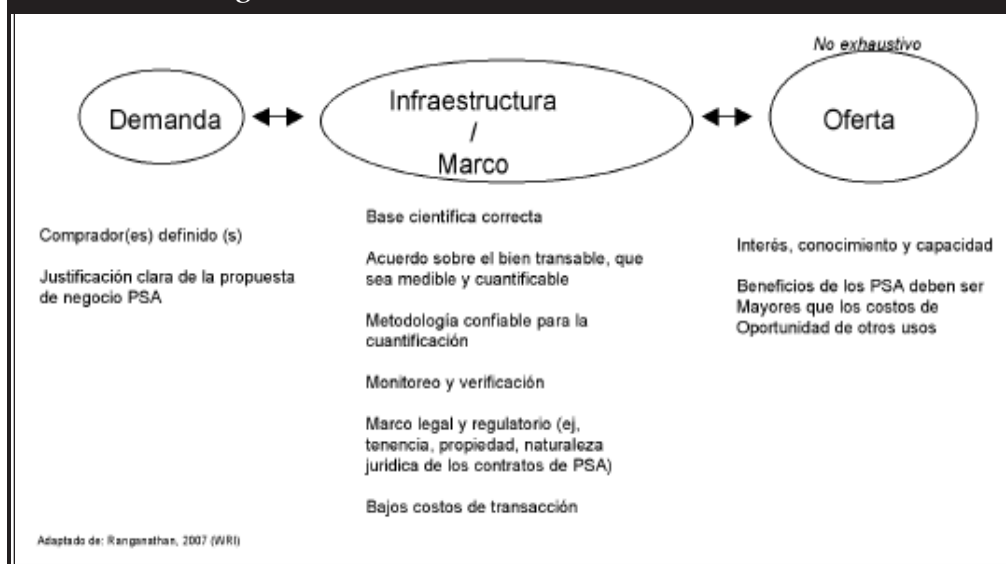 No exhaustivo
Demanda
Infraestructura
/
Marco
Oferta
Comprador(es) definido (s)
Justificación clara de la propuesta
de negocio PSA
Base científica correcta
Acuerdo sobre el bien transable, que
sea medible y cuantificable
Metodología confiable para la
cuantificación
Monitoreo y verificación
Marco legal y regulatorio (ej,
tenencia, propiedad, naturaleza
jurídica de los contratos de PSA)
Bajos costos de transacción
Interés, conocimiento y capacidad
Beneficios de los PSA deben ser
Mayores que los costos de
Oportunidad de otros usos
Adaptado de: Ranganathan, 2007 (WRI)